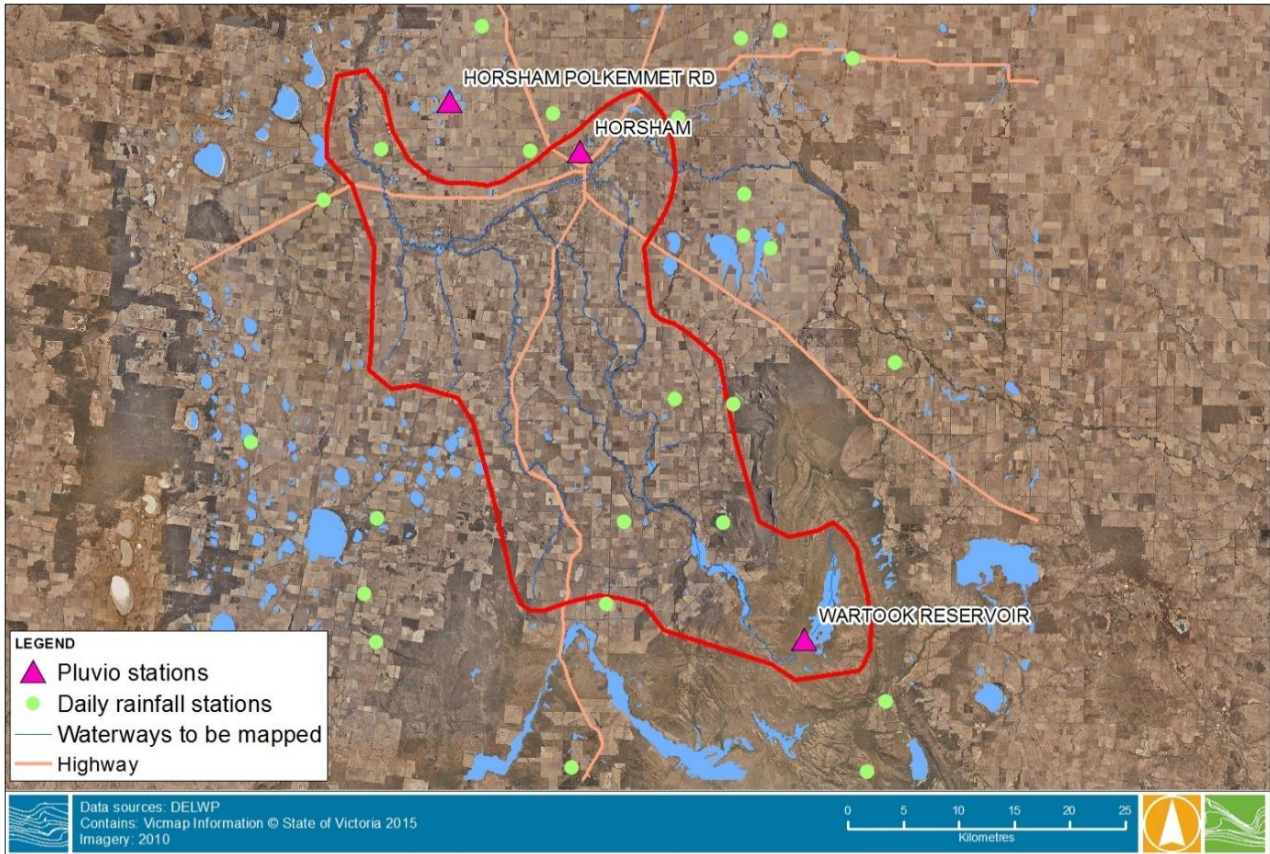 HORSHAM POLKEMMET RD
HORSHAM
WARTOOK RESERVOIR
LEGEND
Pluvio stations
Daily rainfall stations
Waterways to be mapped
Highway
Data sources: DELWP
Contains: Vicmap Information © State of Victoria 2015
Imagery: 2010
0 5 10 15 20 25
Kilometres